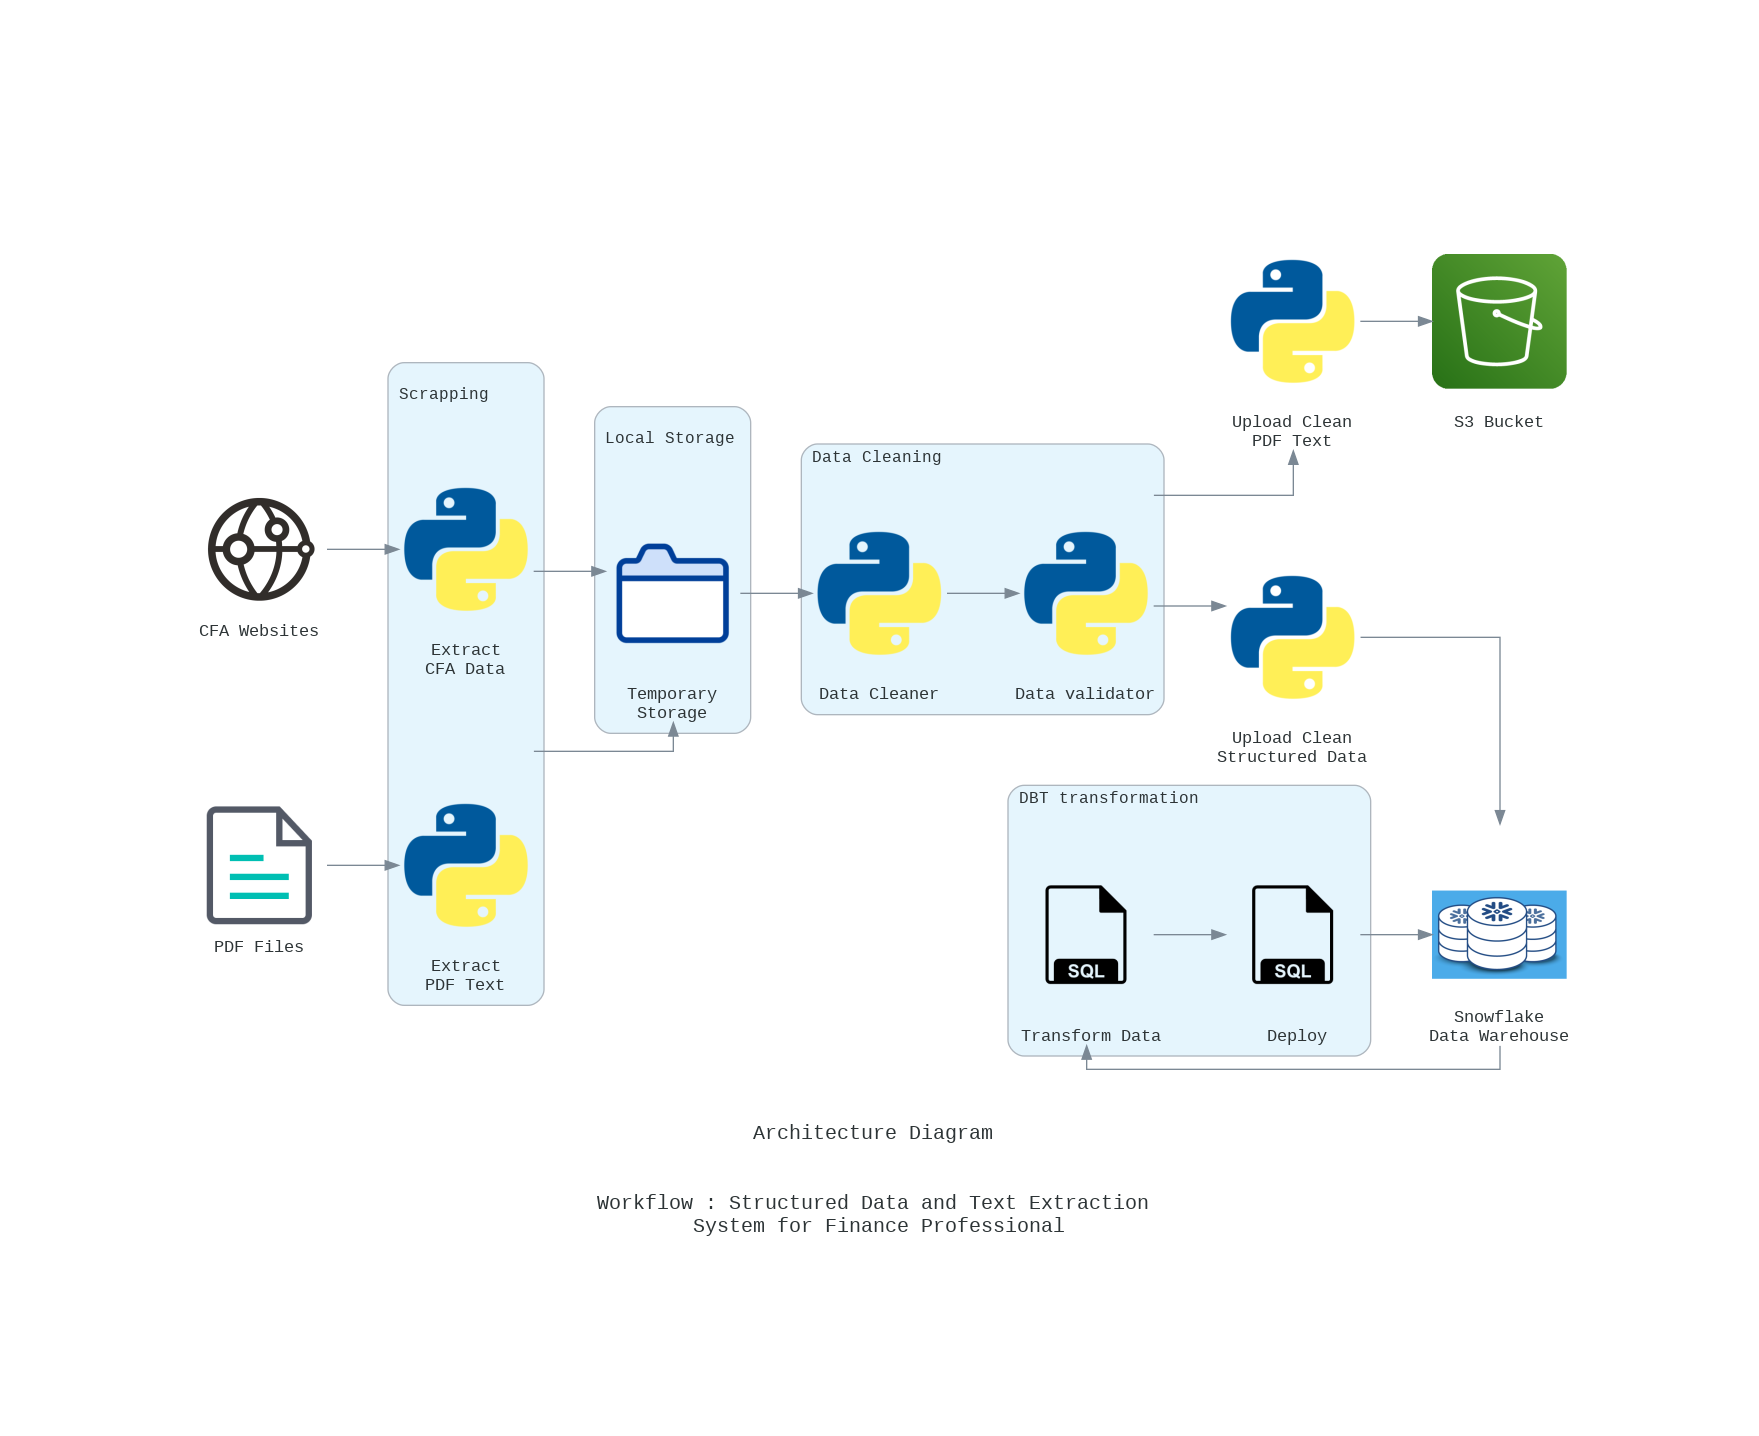 Upload Clean
PDF Text
S3 Bucket
Scrapping
Local Storage
Data Cleaning
CFA Websites
Extract
CFA Data
Temporary
Storage
Data Cleaner
Data validator
Upload Clean
Structured Data
DBT transformation
PDF Files
Extract
PDF Text
SQL
SQL
Transform Data
Deploy
Snowflake
Data Warehouse
Architecture Diagram
Workflow : Structured Data and Text Extraction
System for Finance Professional